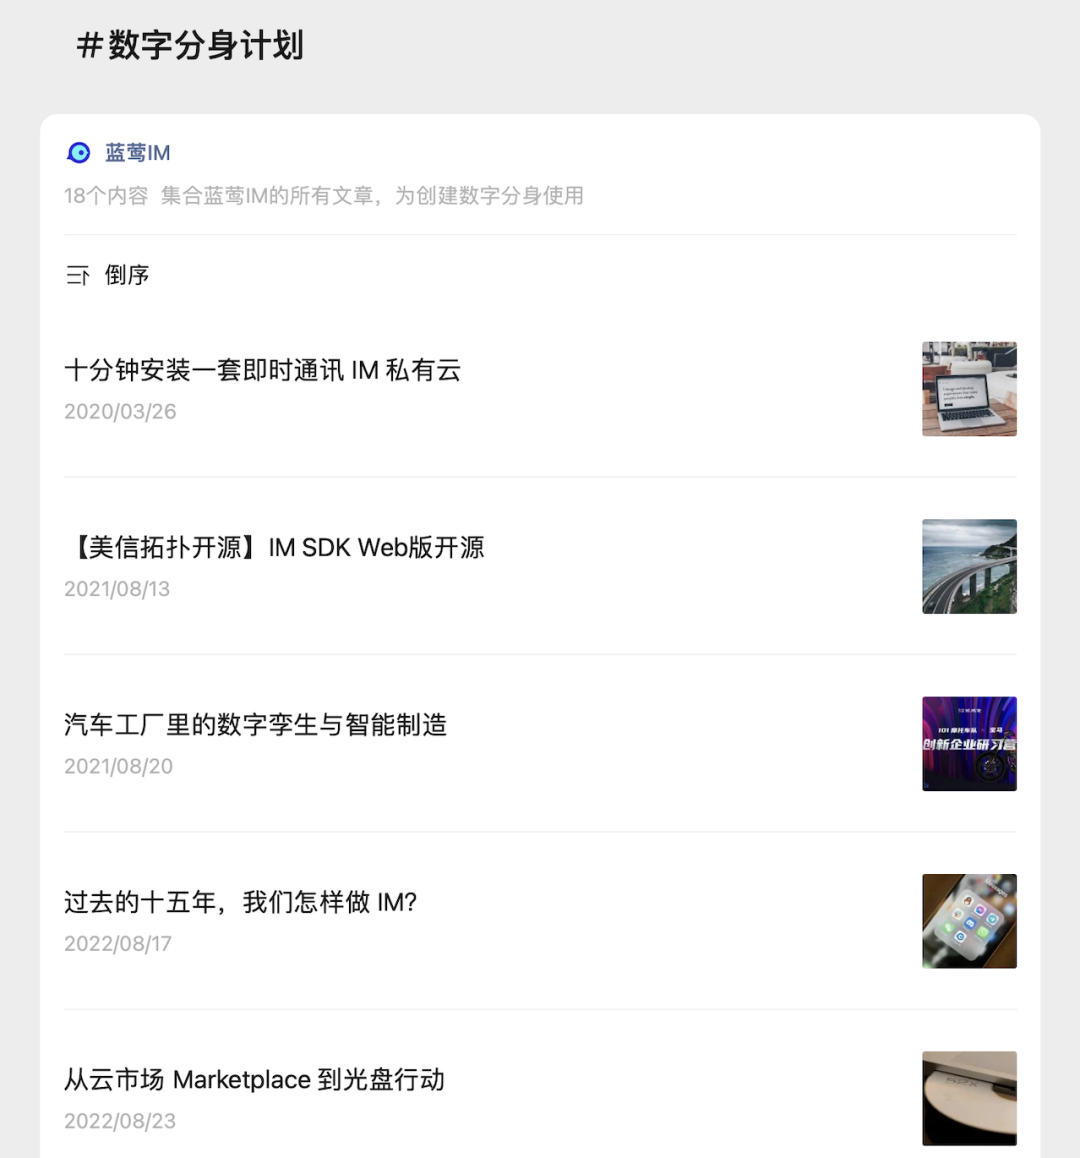 #数字分身计划
蓝莺IM
18个内容 集合蓝莺IM的所有文章，为创建数字分身使用
倒序
十分钟安装一套即时通讯 IM 私有云
2020/03/26
【美信拓扑开源】IM SDK Web版开源
2021/08/13
汽车工厂里的数字孪生与智能制造
2021/08/20
创新企业研习营
过去的十五年，我们怎样做 IM?
2022/08/17
从云市场 Marketplace 到光盘行动
2022/08/23
52x